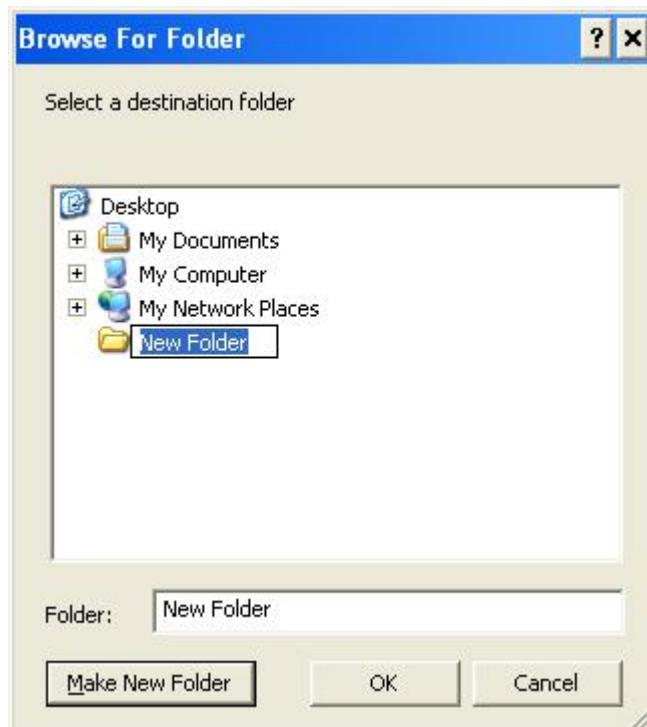 Browse For Folder
Select a destination folder
Desktop
My Documents
My Computer
My Network Places
New Folder
Folder: New Folder
Make New Folder OK Cancel